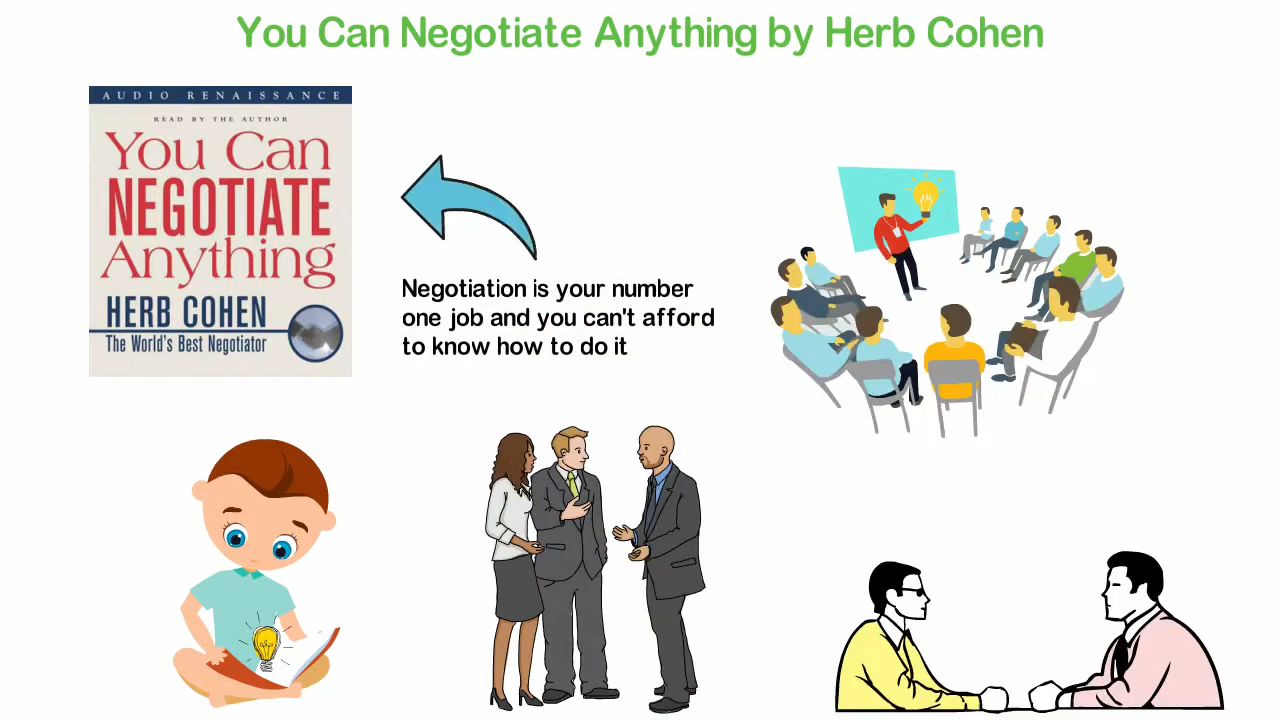 You Can Negotiate Anything by Herb Cohen
AUDIO RENAISSANCE
READ BY THE AUTHOR
You Can
NEGOTIATE
Anything
HERB COHEN
The World's Best Negotiator
Negotiation is your number
one job and you can't afford
to know how to do it